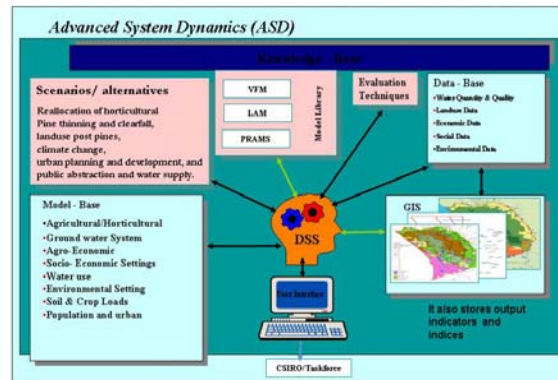 Advanced System Dynamics (ASD)
Knowledge - Base
Scenarios/ alternatives
Reallocation of horticultural
Pine thinning and clearfall,
landuse post pines,
climate change,
urban planning and development, and
public abstraction and water supply.
VFM
LAM
PRAMS
Model Library
Evaluation
Techniques
Data - Base
•Water Quantity & Quality
•Landuse Data
•Economic Data
•Social Data
•Environmental Data
Model - Base
•Agricultural/Horticultural
•Ground water System
•Agro-Economic
•Socio- Economic Settings
•Water use
•Environmental Setting
•Soil & Crop Loads
•Population and urban
DSS
GIS
User Interface
It also stores output
indicators and
indices
CSIRO/Taskforce